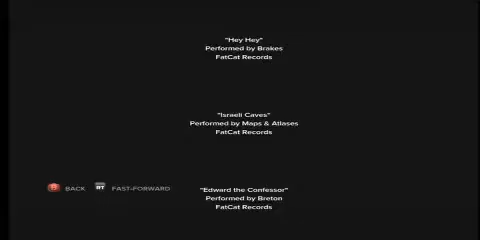 "Hey Hey"
Performed by Brakes
FatCat Records
"Israeli Caves"
Performed by Maps & Atlases
FatCat Records
B BACK RT FAST-FORWARD
"Edward the Confessor"
Performed by Breton
FatCat Records